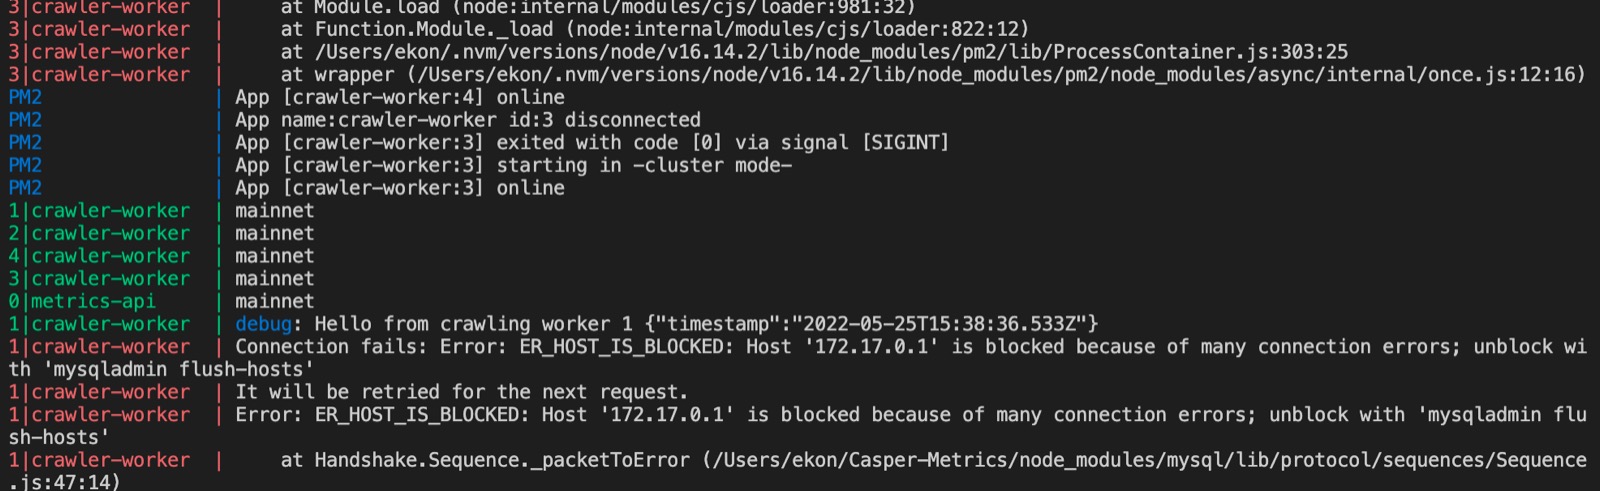 3|crawler-worker  |     at Module.load (node:internal/modules/cjs/loader:981:32)
3|crawler-worker  |     at Function.Module._load (node:internal/modules/cjs/loader:822:12)
3|crawler-worker  |     at /Users/ekon/.nvm/versions/node/v16.14.2/lib/node_modules/pm2/lib/ProcessContainer.js:303:25
3|crawler-worker  |     at wrapper (/Users/ekon/.nvm/versions/node/v16.14.2/lib/node_modules/pm2/node_modules/async/internal/once.js:12:16)
PM2               | App [crawler-worker:4] online
PM2               | App name:crawler-worker id:3 disconnected
PM2               | App [crawler-worker:3] exited with code [0] via signal [SIGINT]
PM2               | App [crawler-worker:3] starting in -cluster mode-
PM2               | App [crawler-worker:3] online
1|crawler-worker  | mainnet
2|crawler-worker  | mainnet
4|crawler-worker  | mainnet
3|crawler-worker  | mainnet
0|metrics-api     | mainnet
1|crawler-worker  | debug: Hello from crawling worker 1 {"timestamp":"2022-05-25T15:38:36.533Z"}
1|crawler-worker  | Connection fails: Error: ER_HOST_IS_BLOCKED: Host '172.17.0.1' is blocked because of many connection errors; unblock wi
th 'mysqladmin flush-hosts'
1|crawler-worker  | It will be retried for the next request.
1|crawler-worker  | Error: ER_HOST_IS_BLOCKED: Host '172.17.0.1' is blocked because of many connection errors; unblock with 'mysqladmin flu
sh-hosts'
1|crawler-worker  |     at Handshake.Sequence._packetToError (/Users/ekon/Casper-Metrics/node_modules/mysql/lib/protocol/sequences/Sequence
.js:47:14)